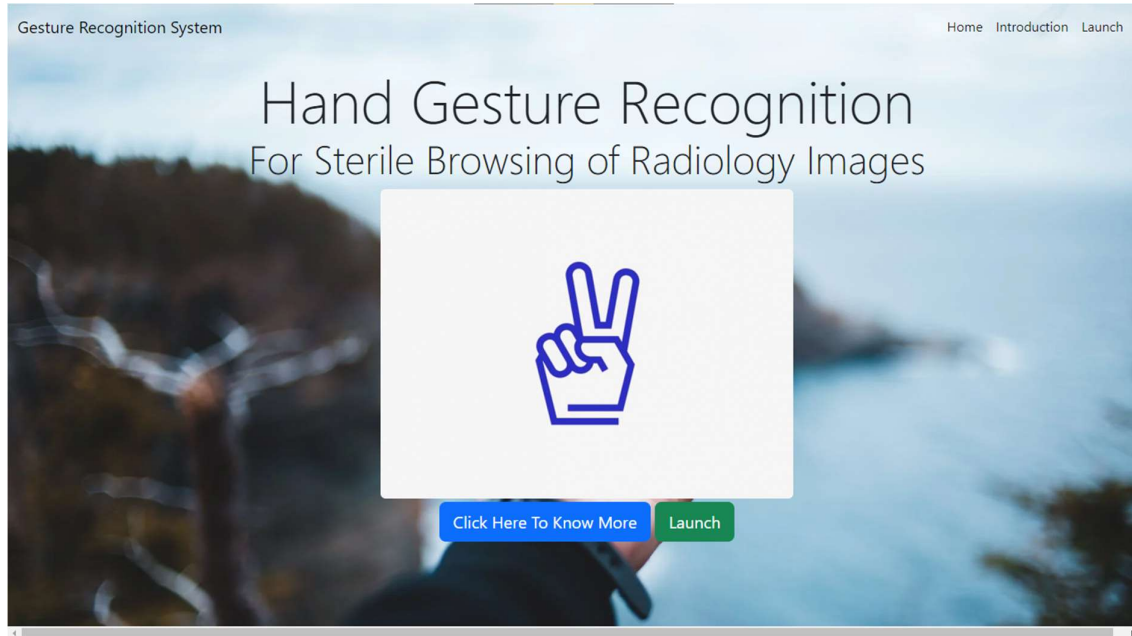 Gesture Recognition System
Home Introduction Launch
Hand Gesture Recognition
For Sterile Browsing of Radiology Images
Click Here To Know More
Launch